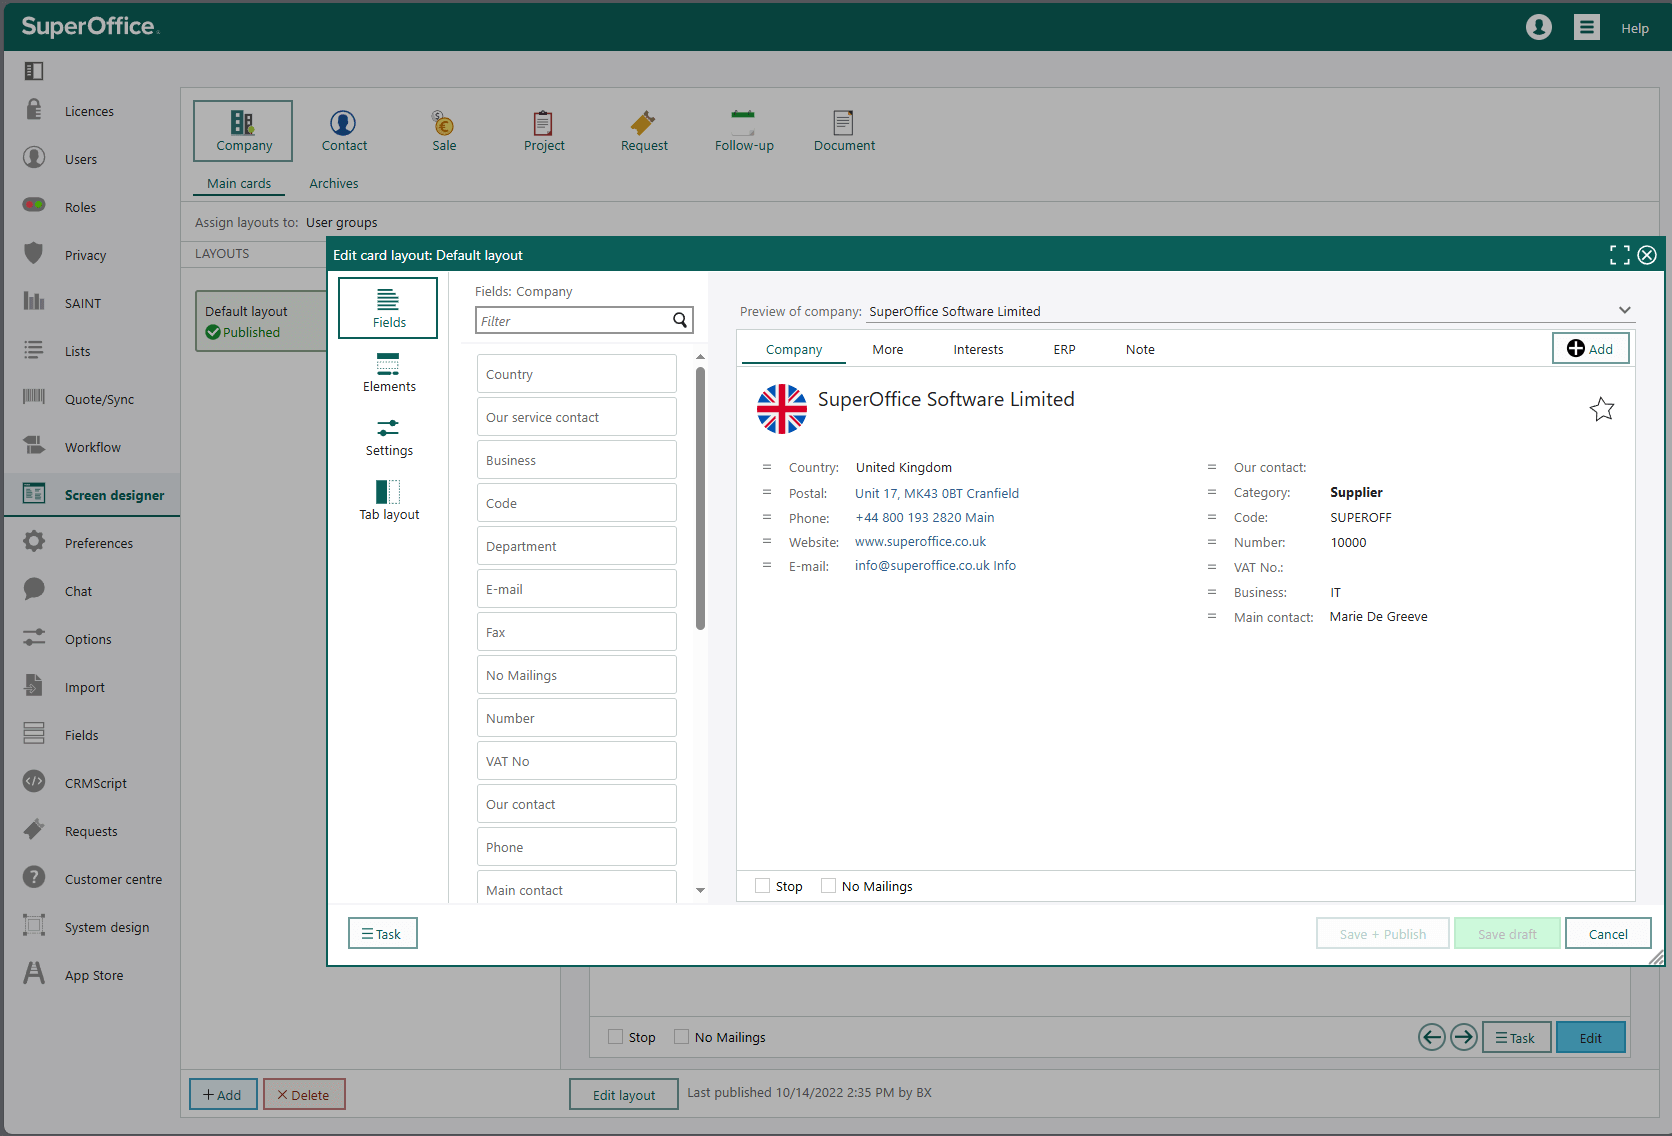 SuperOffice
Help
Licences
Users
Roles
Privacy
SAINT
Lists
Quote/Sync
Workflow
Screen designer
Preferences
Chat
Options
Import
Fields
CRMScript
Requests
Customer centre
System design
App Store
Company
Contact
Sale
Project
Request
Follow-up
Document
Main cards
Archives
Assign layouts to: User groups
LAYOUTS
Default layout
Published
Edit card layout: Default layout
Fields
Elements
Settings
Tab layout
Fields: Company
Filter
Country
Our service contact
Business
Code
Department
E-mail
Fax
No Mailings
Number
VAT No
Our contact
Phone
Main contact
Preview of company: SuperOffice Software Limited
Company
More
Interests
ERP
Note
Add
SuperOffice Software Limited
Country: United Kingdom
Postal: Unit 17, MK43 0BT Cranfield
Phone: +44 800 193 2820 Main
Website: www.superoffice.co.uk
E-mail: info@superoffice.co.uk Info
Our contact:
Category: Supplier
Code: SUPEROFF
Number: 10000
VAT No.:
Business: IT
Main contact: Marie De Greeve
Stop
No Mailings
Task
Save + Publish
Save draft
Cancel
Stop
No Mailings
Task
Edit
Add
Delete
Edit layout
Last published 10/14/2022 2:35 PM by BX